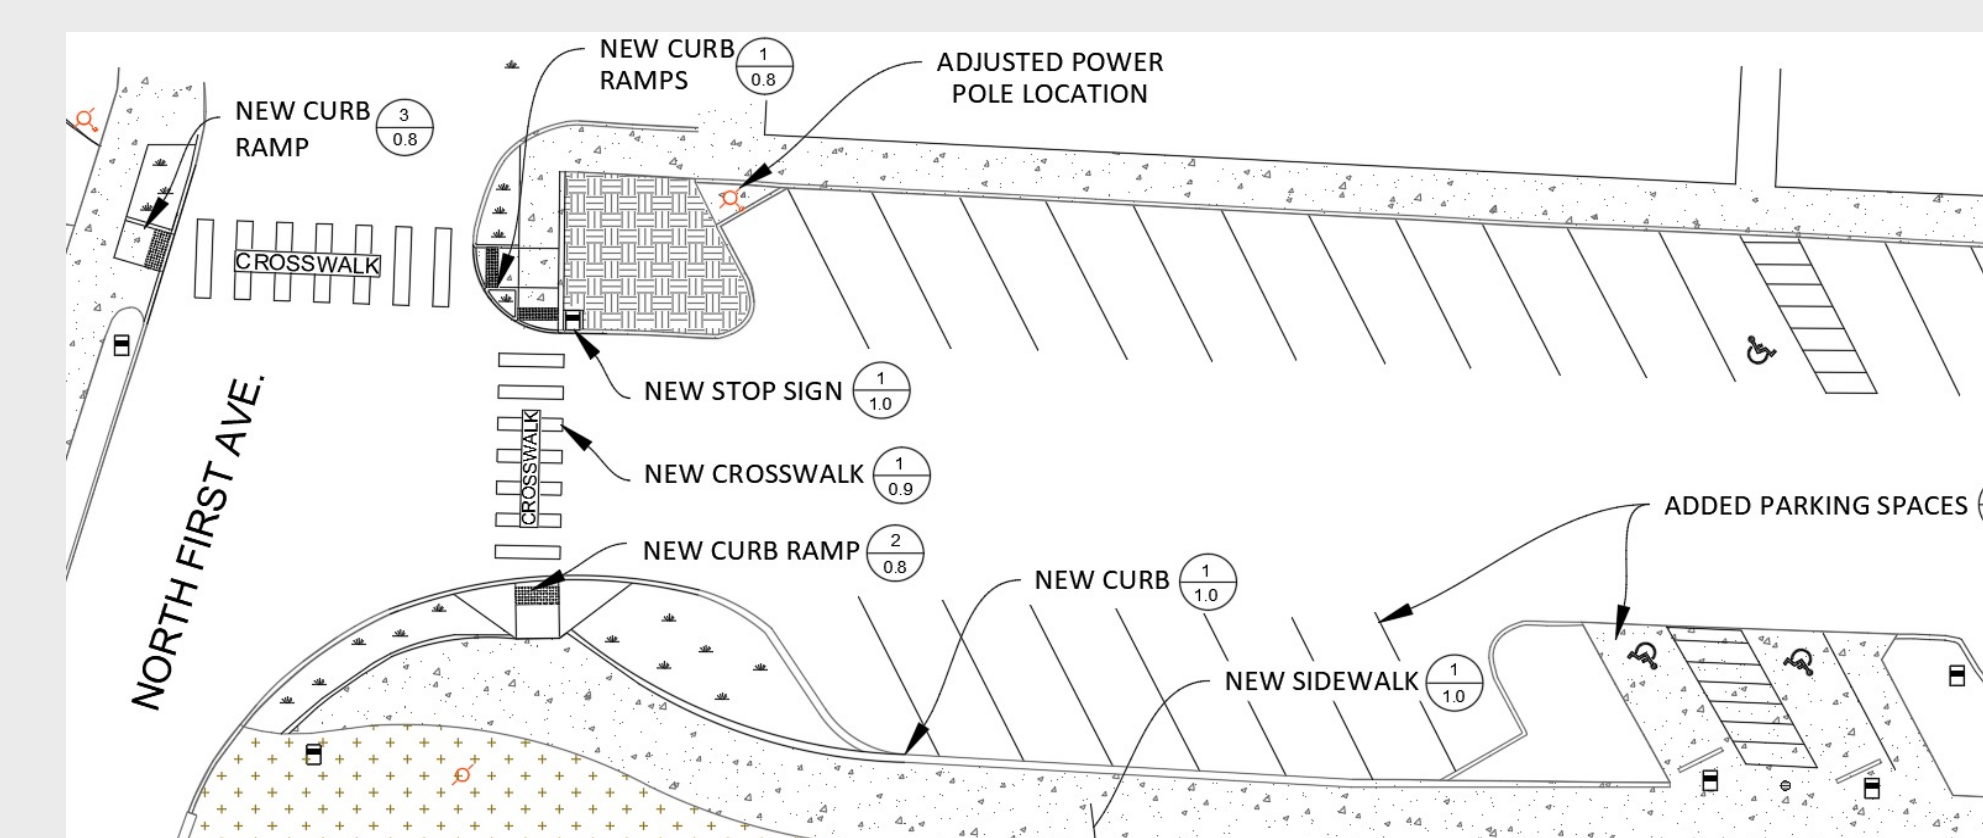 NEW CURB
RAMPS
1
0.8
ADJUSTED POWER
POLE LOCATION
NEW CURB
RAMP
3
0.8
CROSSWALK
NEW STOP SIGN
1
1.0
CROSSWALK
NEW CROSSWALK
1
0.9
NORTH FIRST AVE.
ADDED PARKING SPACES
NEW CURB RAMP
2
0.8
NEW CURB
1
1.0
NEW SIDEWALK
1
1.0